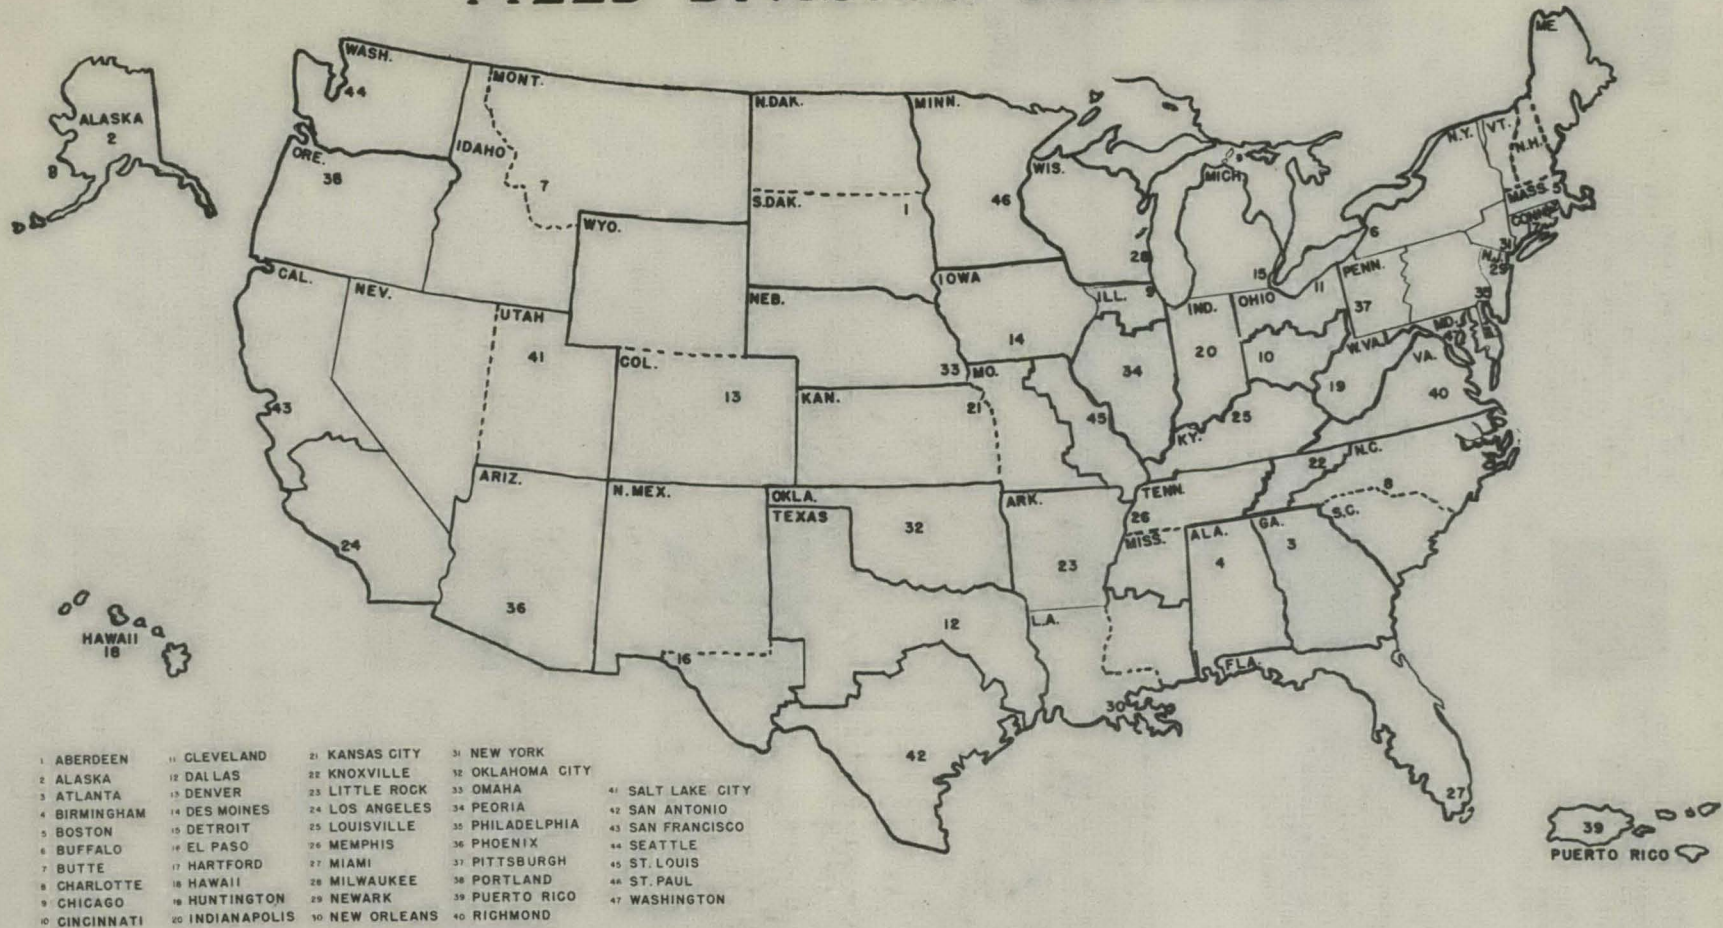 WASH.
44
MONT.
N.DAK.
MINN.
ME.
ALASKA
2
8
ORE.
38
IDAHO
7
S.DAK.
1
46
WIS.
28
MICH.
15
N.Y.
VT.
N.H.
MASS. 5
CONN.
17
6
31
N.J.
29
WYO.
CAL.
NEV.
UTAH
41
NEB.
IOWA
14
ILL.
9
IND.
20
OHIO
11
10
PENN.
37
35
MD.
47
W.VA.
19
VA.
40
COL.
13
33
MO.
21
KAN.
34
45
KY.
25
43
24
ARIZ.
36
N.MEX.
OKLA.
32
TEXAS
12
ARK.
23
TENN.
26
22
N.C.
8
S.C.
MISS.
ALA.
4
GA.
3
L.A.
30
FLA.
27
16
42
HAWAII
18
39
PUERTO RICO
1 ABERDEEN
2 ALASKA
3 ATLANTA
4 BIRMINGHAM
5 BOSTON
6 BUFFALO
7 BUTTE
8 CHARLOTTE
9 CHICAGO
10 CINCINNATI
11 CLEVELAND
12 DALLAS
13 DENVER
14 DES MOINES
15 DETROIT
16 EL PASO
17 HARTFORD
18 HAWAII
19 HUNTINGTON
20 INDIANAPOLIS
21 KANSAS CITY
22 KNOXVILLE
23 LITTLE ROCK
24 LOS ANGELES
25 LOUISVILLE
26 MEMPHIS
27 MIAMI
28 MILWAUKEE
29 NEWARK
30 NEW ORLEANS
31 NEW YORK
32 OKLAHOMA CITY
33 OMAHA
34 PEORIA
35 PHILADELPHIA
36 PHOENIX
37 PITTSBURGH
38 PORTLAND
39 PUERTO RICO
40 RICHMOND
41 SALT LAKE CITY
42 SAN ANTONIO
43 SAN FRANCISCO
44 SEATTLE
45 ST. LOUIS
46 ST. PAUL
47 WASHINGTON